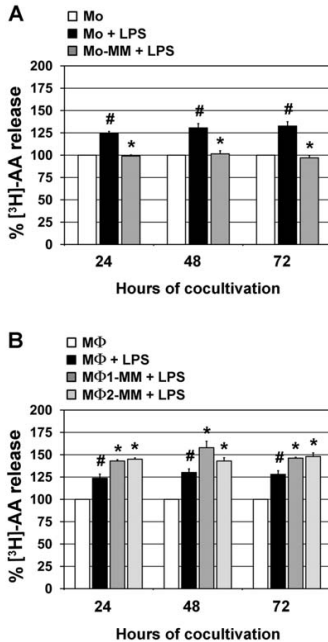 A
Mo
Mo + LPS
Mo-MM + LPS
% [³H]-AA release
200
175
150
125
100
75
50
25
0
# * # * # *
24 48 72
Hours of cocultivation
B
MΦ
MΦ + LPS
MΦ1-MM + LPS
MΦ2-MM + LPS
% [³H]-AA release
200
175
150
125
100
75
50
25
0
# * * # * * # * *
24 48 72
Hours of cocultivation